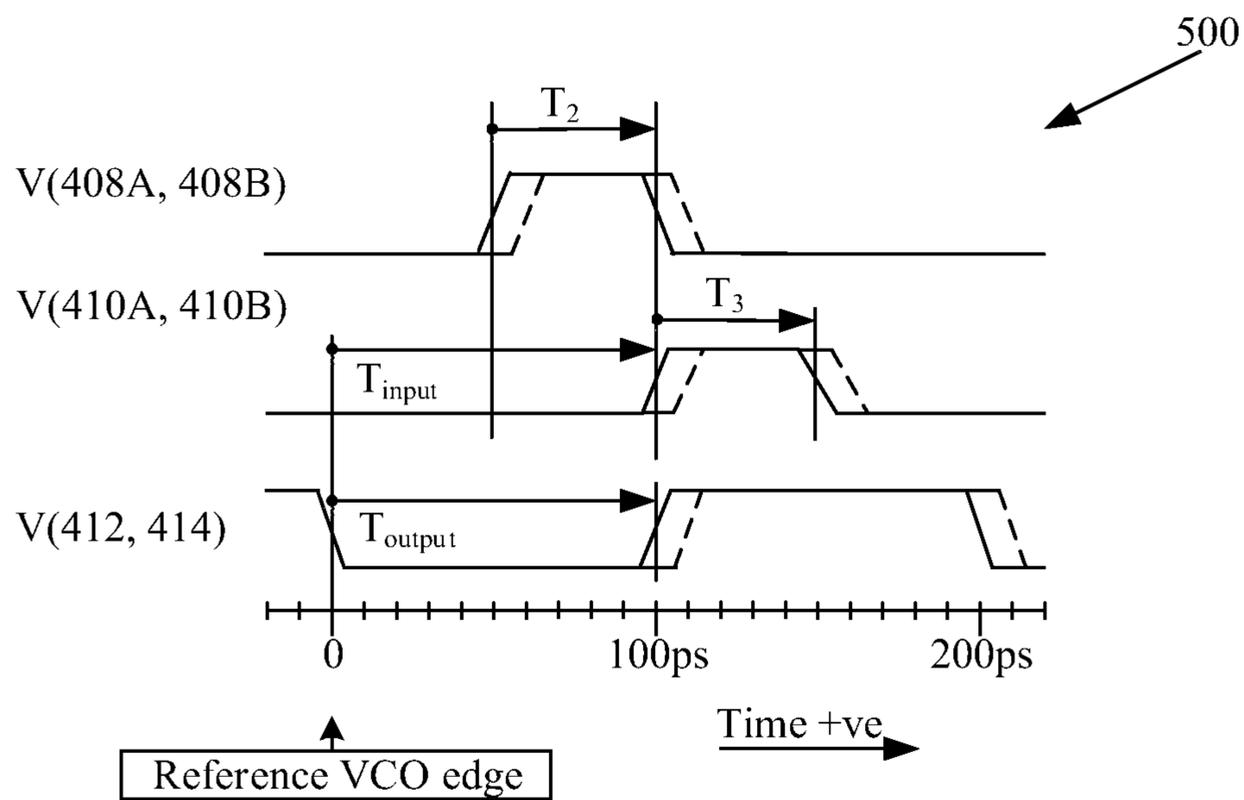 500
T2
V(408A, 408B)
V(410A, 410B)
T3
Tinput
V(412, 414)
Toutput
0
100ps
200ps
Time +ve
Reference VCO edge